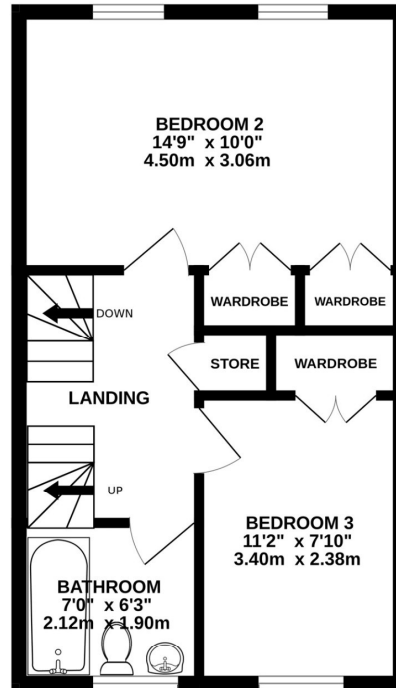 BEDROOM 2
14'9" x 10'0"
4.50m x 3.06m
WARDROBE
WARDROBE
DOWN
STORE
WARDROBE
LANDING
UP
BEDROOM 3
11'2" x 7'10"
3.40m x 2.38m
BATHROOM
7'0" x 6'3"
2.12m x 1.90m